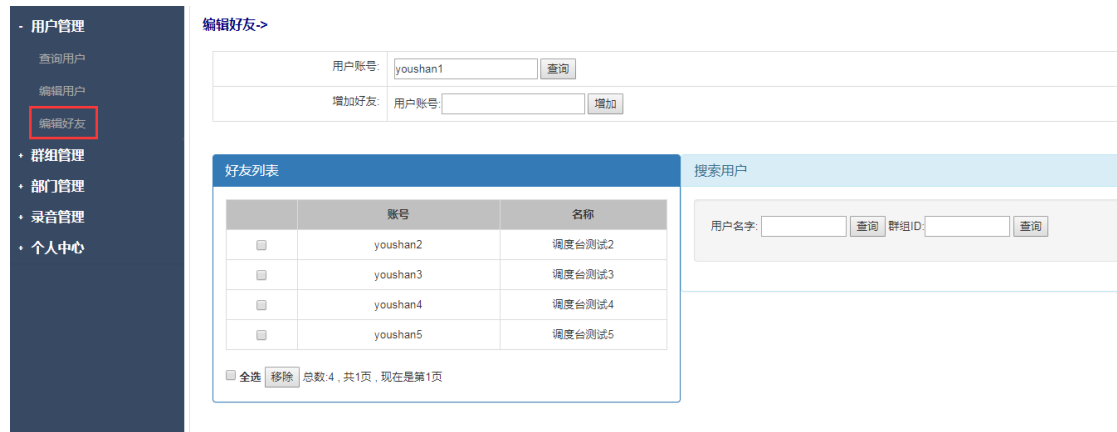 - 用户管理
查询用户
编辑用户
编辑好友
+ 群组管理
+ 部门管理
+ 录音管理
+ 个人中心
编辑好友->
用户账号: youshan1 查询
增加好友: 用户账号: 增加
好友列表
账号 名称
youshan2 调度台测试2
youshan3 调度台测试3
youshan4 调度台测试4
youshan5 调度台测试5
全选 移除 总数:4 , 共1页 , 现在是第1页
搜索用户
用户名字: 查询 群组ID: 查询